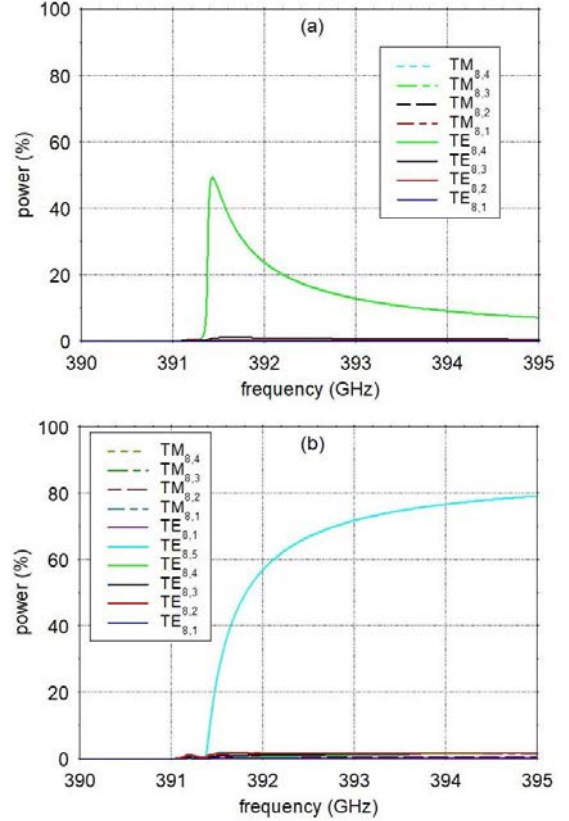 (a)
100
80
60
40
20
0
power (%)
TM8,4
TM8,3
TM8,2
TM8,1
TE8,4
TE8,3
TE8,2
TE8,1
390 391 392 393 394 395
frequency (GHz)
(b)
100
80
60
40
20
0
power (%)
TM8,4
TM8,3
TM8,2
TM8,1
TE8,1
TE8,5
TE8,4
TE8,3
TE8,2
TE8,1
390 391 392 393 394 395
frequency (GHz)